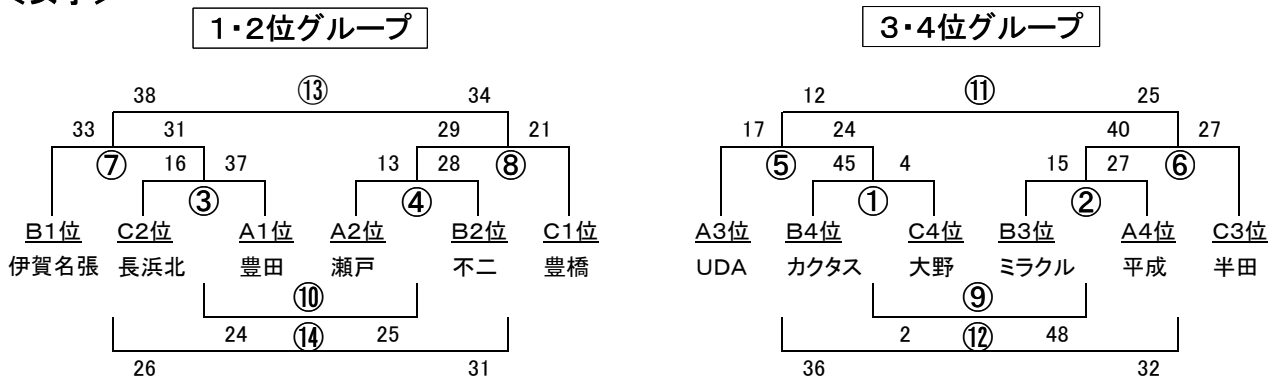 1・2位グループ 3・4位グループ
38 ⑬ 34 12 ⑪ 25
33 31 29 21 17 24 40 27
⑦ 16 37 13 28 ⑧ ⑤ 45 4 15 27 ⑥
③ ④ ① ②
B1位 C2位 A1位 A2位 B2位 C1位 A3位 B4位 C4位 B3位 A4位 C3位
伊賀名張 長浜北 豊田 瀬戸 不二 豊橋 UDA カクタス 大野 ミラクル 平成 半田
⑩ ⑨
24 ⑭ 25 2 ⑫ 48
26 31 36 32